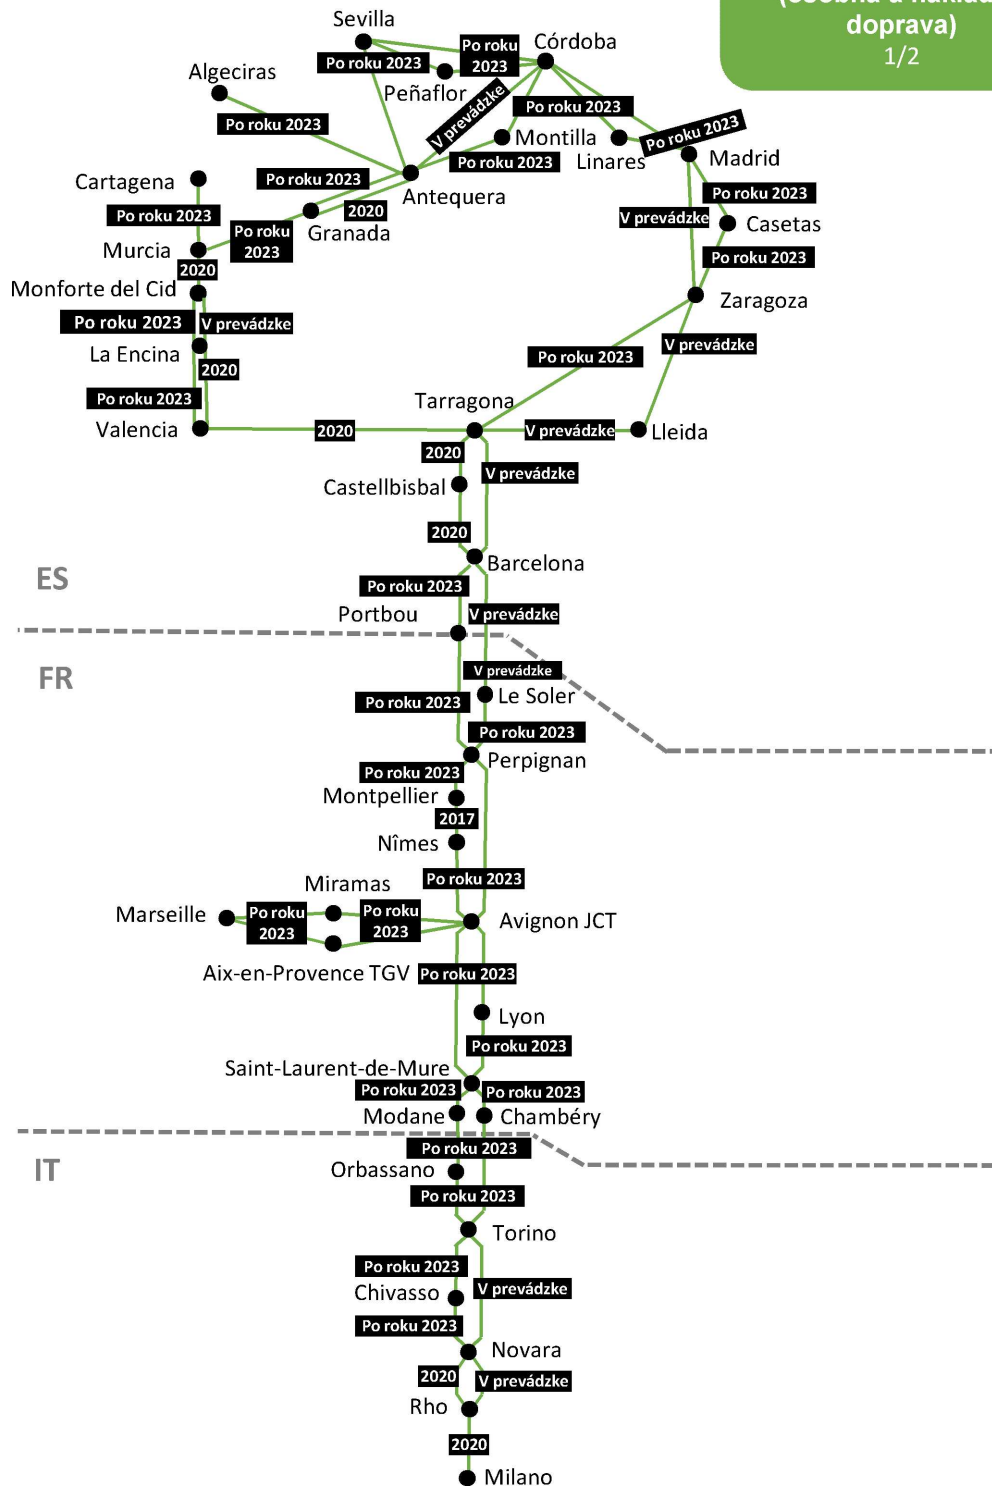 doprava)
1/2
Sevilla
Po roku
2023
Córdoba
Po roku 2023
Algeciras
Peñaflor
V prevádzke
Po roku 2023
Po roku 2023
Montilla
Linares
Po roku 2023
Madrid
Po roku 2023
Cartagena
Po roku 2023
Antequera
Po roku 2023
2020
Granada
Po roku 2023
V prevádzke
Casetas
Po roku
2023
Murcia
Po roku 2023
2020
Monforte del Cid
Zaragoza
Po roku 2023
V prevádzke
La Encina
2020
Po roku 2023
V prevádzke
Po roku 2023
Tarragona
Valencia
2020
V prevádzke
Lleida
2020
V prevádzke
Castellbisbal
2020
Barcelona
ES
Po roku 2023
Portbou
V prevádzke
FR
V prevádzke
Le Soler
Po roku 2023
Po roku 2023
Perpignan
Po roku 2023
Montpellier
2017
Nîmes
Po roku 2023
Miramas
Marseille
Po roku
2023
Po roku
2023
Avignon JCT
Aix-en-Provence TGV
Po roku 2023
Lyon
Po roku 2023
Saint-Laurent-de-Mure
Po roku 2023
Po roku 2023
Modane
Chambéry
Po roku 2023
IT
Orbassano
Po roku 2023
Torino
Po roku 2023
Chivasso
V prevádzke
Po roku 2023
Novara
2020
V prevádzke
Rho
2020
Milano